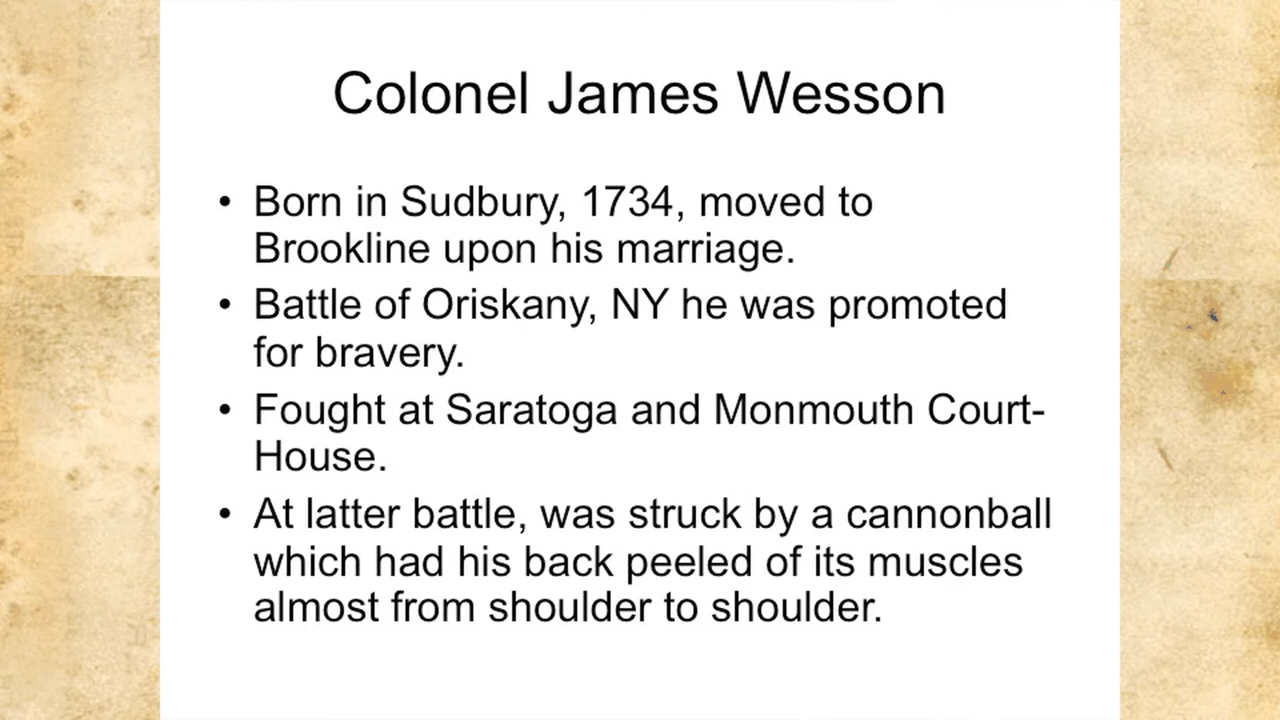 Colonel James Wesson
• Born in Sudbury, 1734, moved to
Brookline upon his marriage.
• Battle of Oriskany, NY he was promoted
for bravery.
• Fought at Saratoga and Monmouth Court-
House.
• At latter battle, was struck by a cannonball
which had his back peeled of its muscles
almost from shoulder to shoulder.